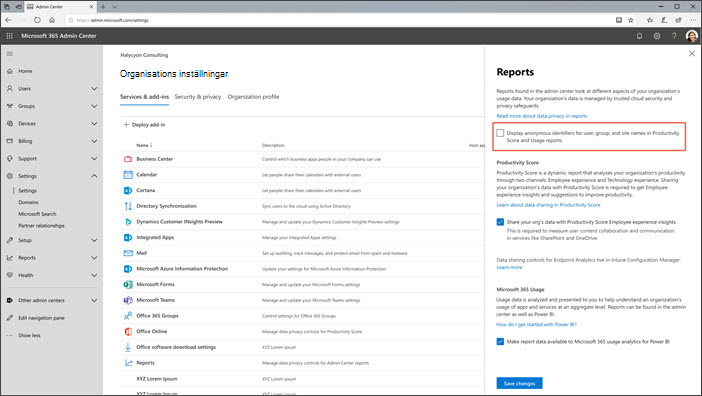 Admin Center
https://admin.microsoft.com/settings
Microsoft 365 Admin Center
Home
Users
Groups
Devices
Billing
Support
Settings
Settings
Domains
Microsoft Search
Partner relationships
Setup
Reports
Health
Other admin centers
Edit navigation pane
Show less
Halycyon Consulting
Organisations inställningar
Services & add-ins
Security & privacy
Organization profile
Deploy add-in
Name ↓ Desciption Host app
Business Center Control which business apps people in your company can use
Calendar Let people share their calendars with external users
Cortana Let people share their calendars with external users
Directory Synchronization Sync users to the cloud using Active Directory
Dynamics Customer INsights Preview Manage and update your Dynamics Customer Insights settings
Integrated Apps Manage and update your Integrated Apps settings
Mail Set up auditing, track messages, and protect email from spam and malware
Microsoft Azure Information Protection Update your settings for Microsoft Azure Information Protection
Microsoft Forms Manage and update your Microsoft Forms settings
Microsoft Teams Manage and update your Microsoft Teams settings
Office 365 Groups Control settings for Office 365 Groups
Office Online Manage data privacy controls for Productivity Score
Office software download settings XYZ Lorem ipsum
Reports Manage data privacy controls for Admin Center reports
XYZ Lorem Ipsum XYZ Lorem ipsum
XYZ Lorem Ipsum XYZ Lorem ipsum
Reports
Reports found in the admin center look at different aspects of your organization's
usage data. Your organization's data is managed by trusted cloud security and
privacy safeguards.
Read more about data privacy in reports
Display anonymous identifiers for user, group, and site names in Productivity
Score and Usage reports
Productivity Score
Productivity Score is a dynamic report that analyzes your organization's productivity
through two channels: Employee experience and Technology experience. Sharing
your organization's data with Productivity Score is required to get Employee
experience insights and suggestions to improve productivity.
Learn about data sharing in Productivity Score
Share your org's data with Productivity Score Employee experience insights
This is required to measure user content collaboration and communication
in services like SharePoint and OneDrive.
Data sharing controls for Endpoint Analytics live in Intune Configuration Manager.
Learn more
Microsoft 365 Usage
Usage data is analyzed and presented to you to help understand an organization's
usage of apps and services at an aggregate level. Reports can be found in the admin
center as well as Power BI.
How do I get started with Power BI?
Make report data available to Microsoft 365 usage analytics for Power BI
Save changes